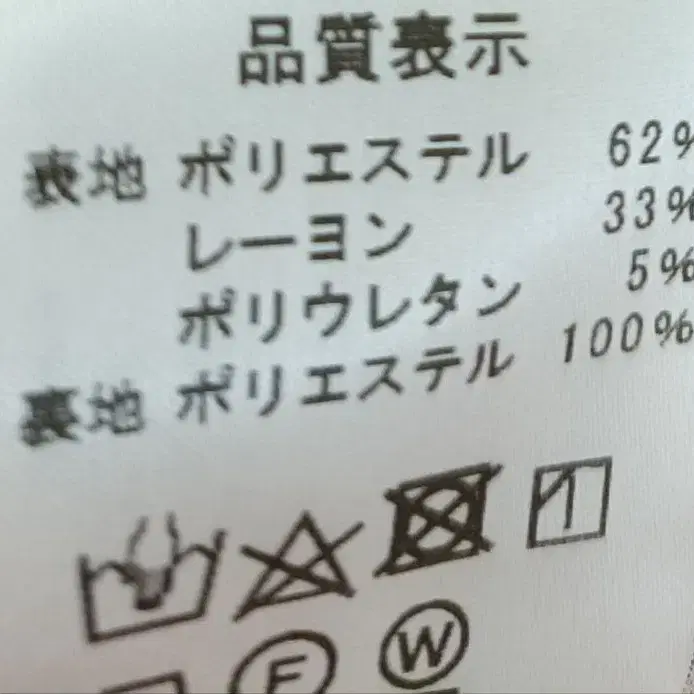 品質表示
表地 ポリエステル 62%
レーヨン 33%
ポリウレタン 5%
裏地 ポリエステル 100%
F W